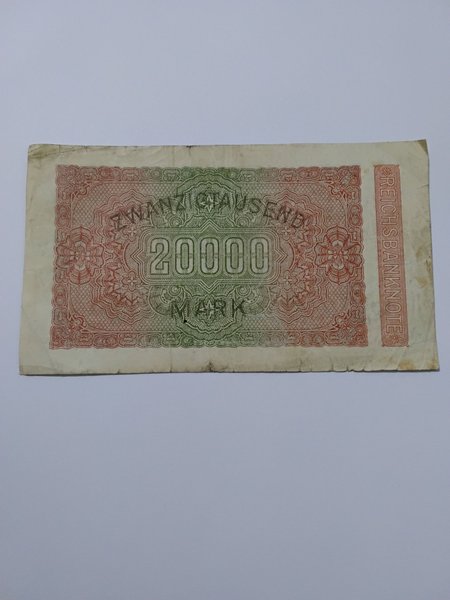 ZWANZIGTAUSEND
20000
MARK
REICHSBANKNOTE